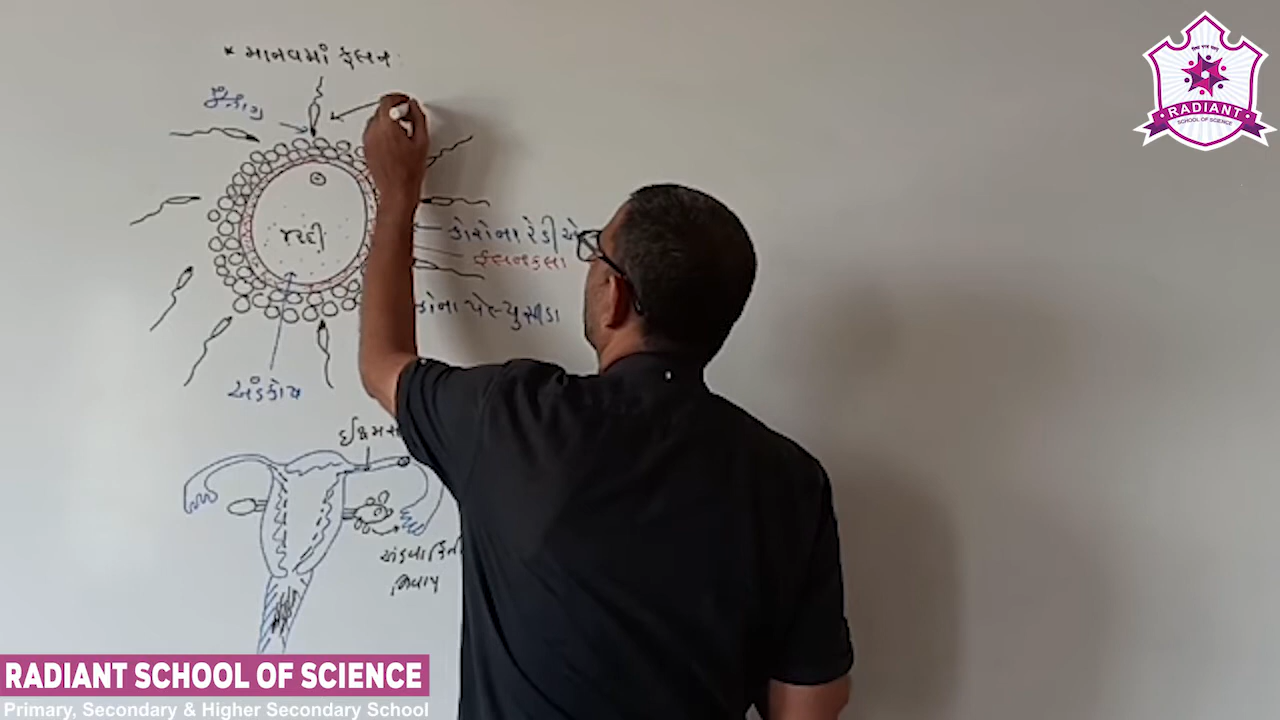 * માનવમાં ફલન :
જરદી
કોરોના રેડીએ
ફલનકલા
કોના પેલ્યુસીડા
અંડકોષ
ઇથમસ
અંડવાહિની
નિવાપ
RADIANT
SCHOOL OF SCIENCE
RADIANT SCHOOL OF SCIENCE
Primary, Secondary & Higher Secondary School